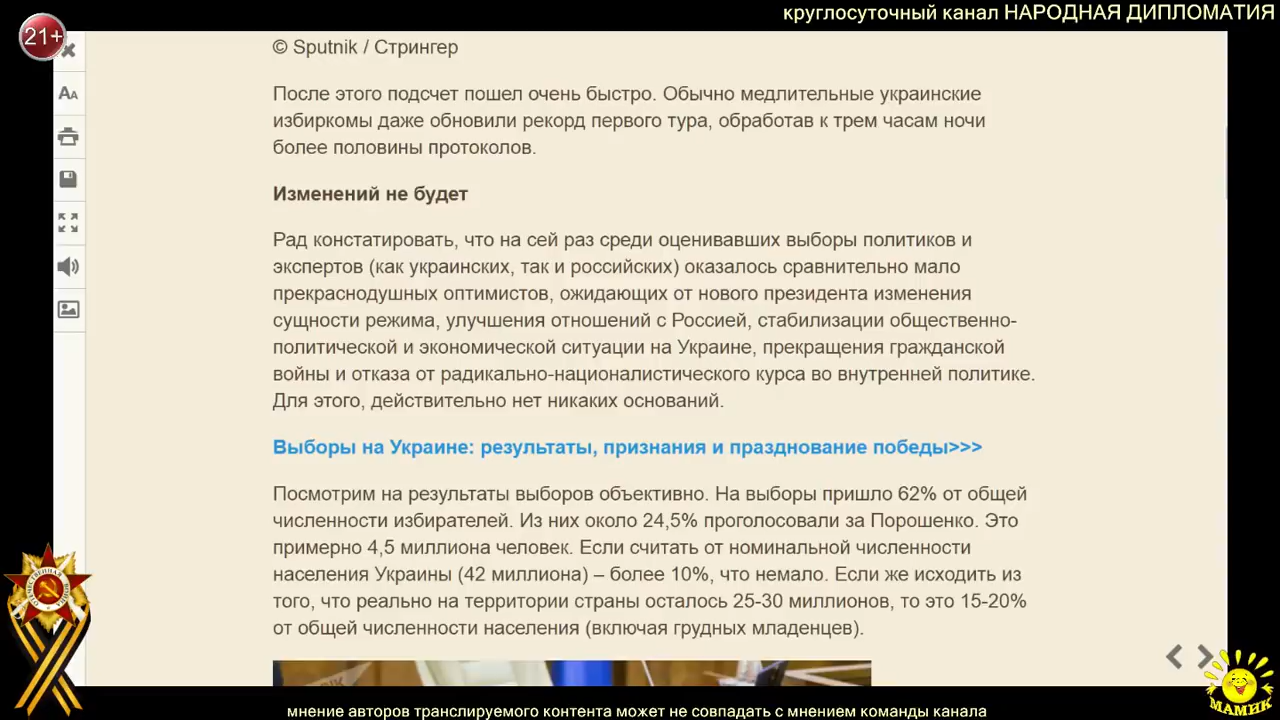 круглосуточный канал НАРОДНАЯ ДИПЛОМАТИЯ
21+
© Sputnik / Стрингер
AA
После этого подсчет пошел очень быстро. Обычно медлительные украинские
избиркомы даже обновили рекорд первого тура, обработав к трем часам ночи
более половины протоколов.
Изменений не будет
Рад констатировать, что на сей раз среди оценивавших выборы политиков и
экспертов (как украинских, так и российских) оказалось сравнительно мало
прекраснодушных оптимистов, ожидающих от нового президента изменения
сущности режима, улучшения отношений с Россией, стабилизации общественно-
политической и экономической ситуации на Украине, прекращения гражданской
войны и отказа от радикально-националистического курса во внутренней политике.
Для этого, действительно нет никаких оснований.
Выборы на Украине: результаты, признания и празднование победы>>>
Посмотрим на результаты выборов объективно. На выборы пришло 62% от общей
численности избирателей. Из них около 24,5% проголосовали за Порошенко. Это
примерно 4,5 миллиона человек. Если считать от номинальной численности
населения Украины (42 миллиона) – более 10%, что немало. Если же исходить из
того, что реально на территории страны осталось 25-30 миллионов, то это 15-20%
от общей численности населения (включая грудных младенцев).
ОТЕЧЕСТВЕННАЯ ВОЙНА
МАМИК
мнение авторов транслируемого контента может не совпадать с мнением команды канала